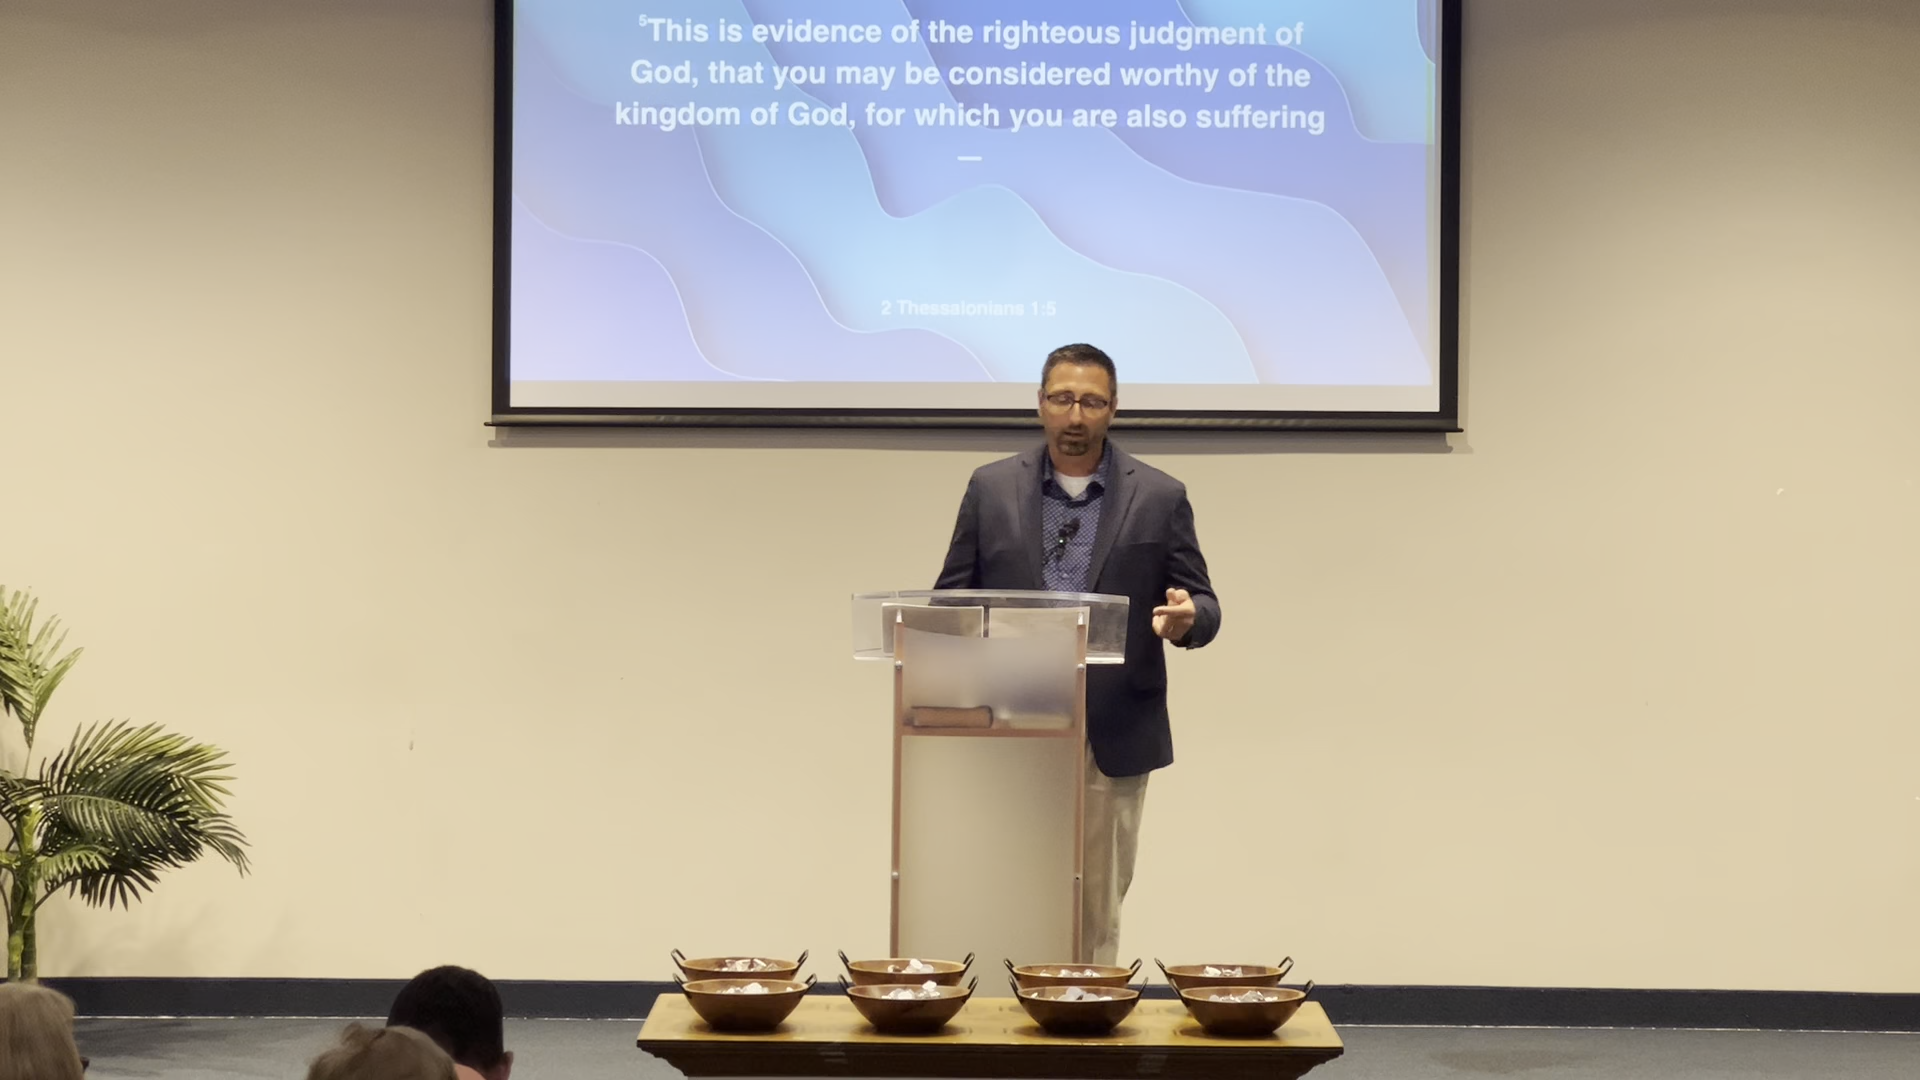 ⁵This is evidence of the righteous judgment of
God, that you may be considered worthy of the
kingdom of God, for which you are also suffering
—
2 Thessalonians 1:5